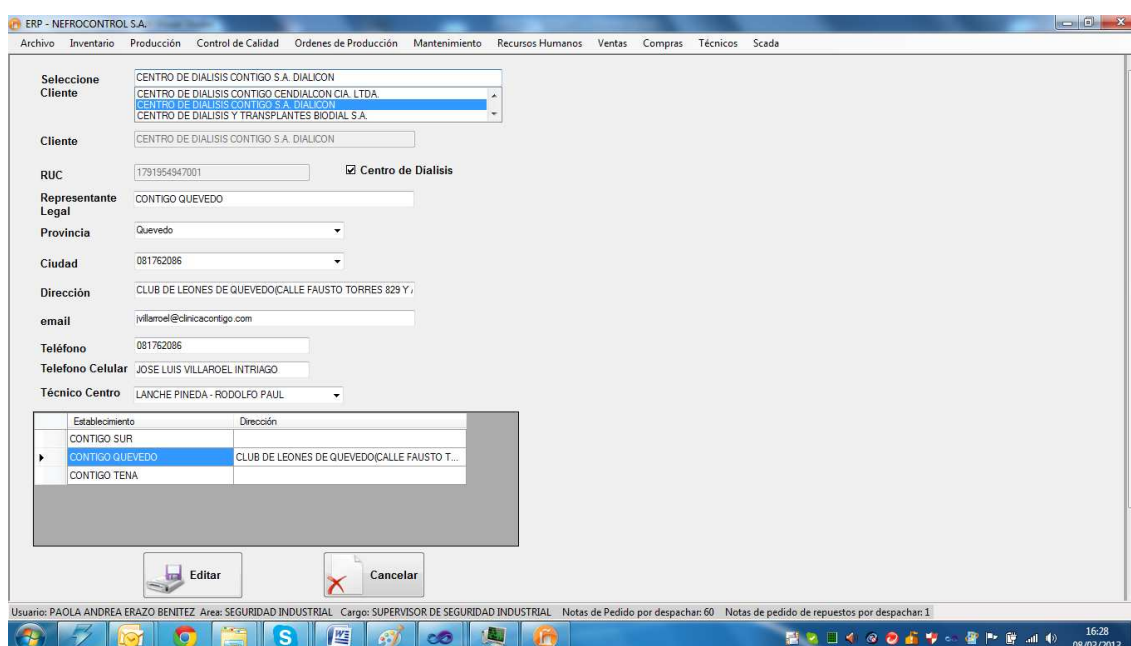 ERP - NEFROCONTROL S.A.
Archivo Inventario Producción Control de Calidad Ordenes de Producción Mantenimiento Recursos Humanos Ventas Compras Técnicos Scada
Seleccione Cliente CENTRO DE DIALISIS CONTIGO S.A. DIALICON
CENTRO DE DIALISIS CONTIGO CENDIALCON CIA. LTDA.
CENTRO DE DIALISIS CONTIGO S.A. DIALICON
CENTRO DE DIALISIS Y TRANSPLANTES BIODIAL S.A.
Cliente CENTRO DE DIALISIS CONTIGO S.A. DIALICON
RUC 1791954947001 Centro de Díalisis
Representante Legal CONTIGO QUEVEDO
Provincia Quevedo
Ciudad 081762086
Dirección CLUB DE LEONES DE QUEVEDO(CALLE FAUSTO TORRES 829 Y
email jvillarroel@clinicacontigo.com
Teléfono 081762086
Telefono Celular JOSE LUIS VILLAROEL INTRIAGO
Técnico Centro LANCHE PINEDA - RODOLFO PAUL
Establecimiento Dirección
CONTIGO SUR
CONTIGO QUEVEDO CLUB DE LEONES DE QUEVEDO(CALLE FAUSTO T...
CONTIGO TENA
Editar Cancelar
Usuario: PAOLA ANDREA ERAZO BENITEZ Area: SEGURIDAD INDUSTRIAL Cargo: SUPERVISOR DE SEGURIDAD INDUSTRIAL Notas de Pedido por despachar: 60 Notas de pedido de repuestos por despachar: 1
16:28